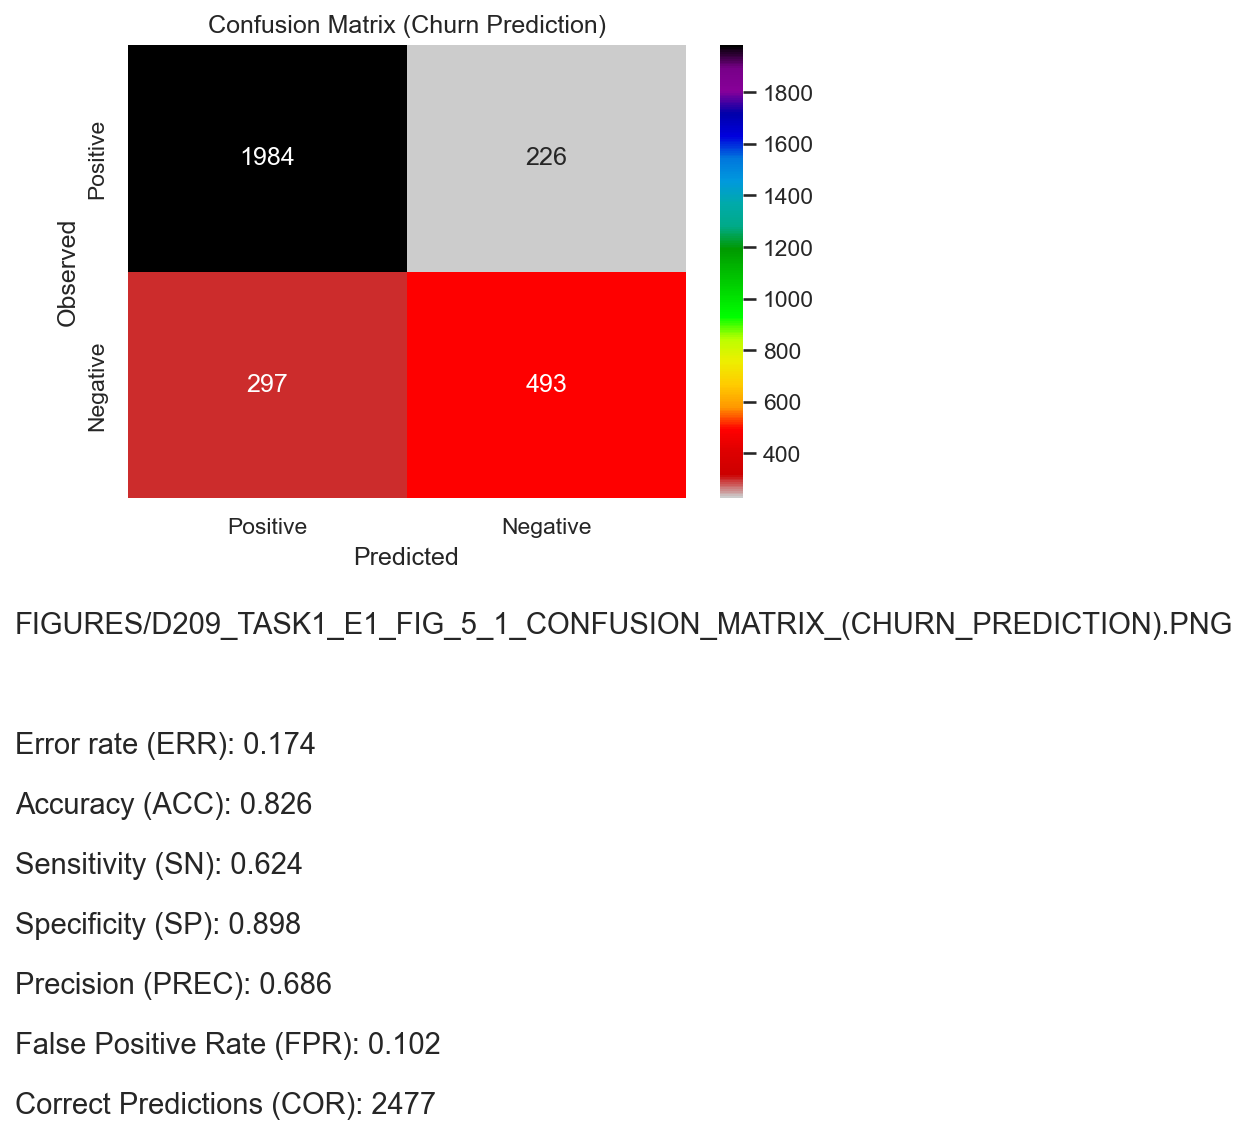 Confusion Matrix (Churn Prediction)
Observed
Positive
Negative
1984
226
297
493
Positive
Negative
Predicted
1800
1600
1400
1200
1000
800
600
400
FIGURES/D209_TASK1_E1_FIG_5_1_CONFUSION_MATRIX_(CHURN_PREDICTION).PNG
Error rate (ERR): 0.174
Accuracy (ACC): 0.826
Sensitivity (SN): 0.624
Specificity (SP): 0.898
Precision (PREC): 0.686
False Positive Rate (FPR): 0.102
Correct Predictions (COR): 2477